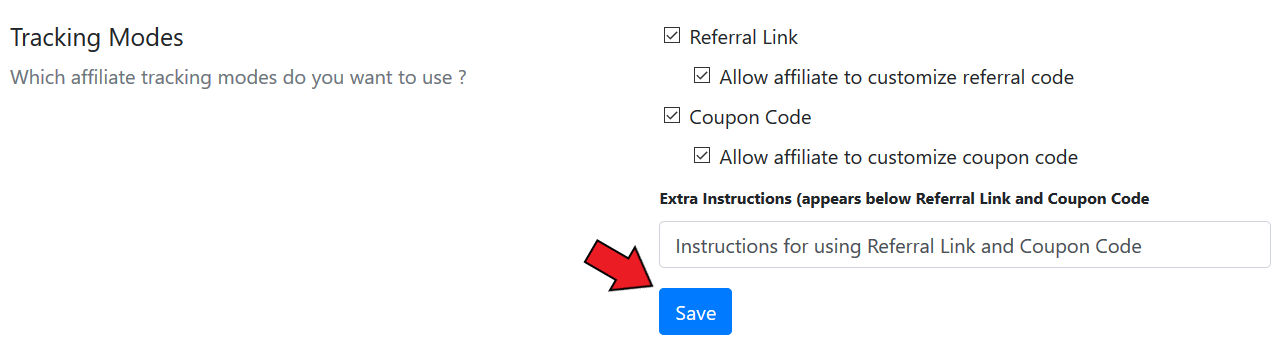 Tracking Modes
Which affiliate tracking modes do you want to use ?
Referral Link
Allow affiliate to customize referral code
Coupon Code
Allow affiliate to customize coupon code
Extra Instructions (appears below Referral Link and Coupon Code
Instructions for using Referral Link and Coupon Code
Save